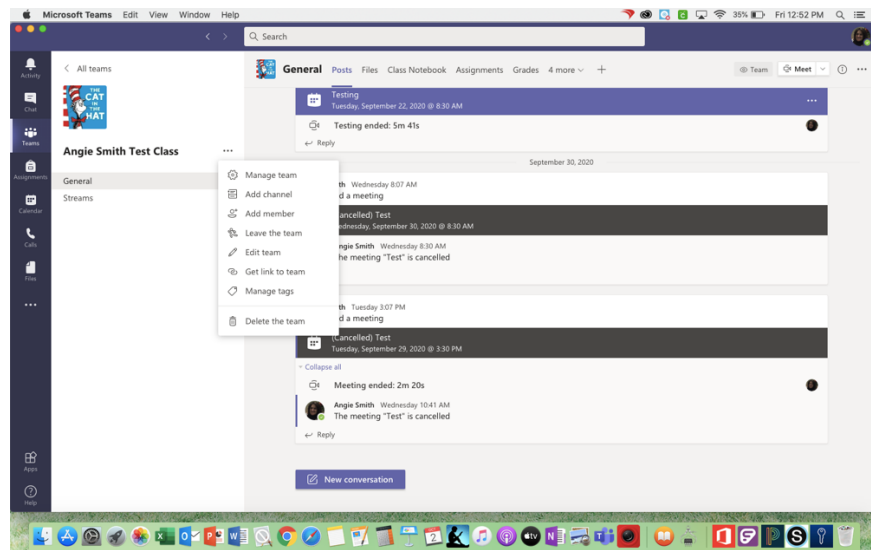 Microsoft Teams Edit View Window Help
35% Fri 12:52 PM
Search
Activity
Chat
Teams
Assignments
Calendar
Calls
Files
Apps
Help
All teams
THE
CAT
IN THE
HAT
Angie Smith Test Class
General
Streams
Manage team
Add channel
Add member
Leave the team
Edit team
Get link to team
Manage tags
Delete the team
General Posts Files Class Notebook Assignments Grades 4 more
Team Meet
Testing
Tuesday, September 22, 2020 @ 8:30 AM
Testing ended: 5m 41s
Reply
September 30, 2020
th Wednesday 8:07 AM
d a meeting
ancelled) Test
ednesday, September 30, 2020 @ 8:30 AM
ngie Smith Wednesday 8:30 AM
he meeting "Test" is cancelled
th Tuesday 3:07 PM
d a meeting
(Cancelled) Test
Tuesday, September 29, 2020 @ 3:30 PM
Collapse all
Meeting ended: 2m 20s
Angie Smith Wednesday 10:41 AM
The meeting "Test" is cancelled
Reply
New conversation